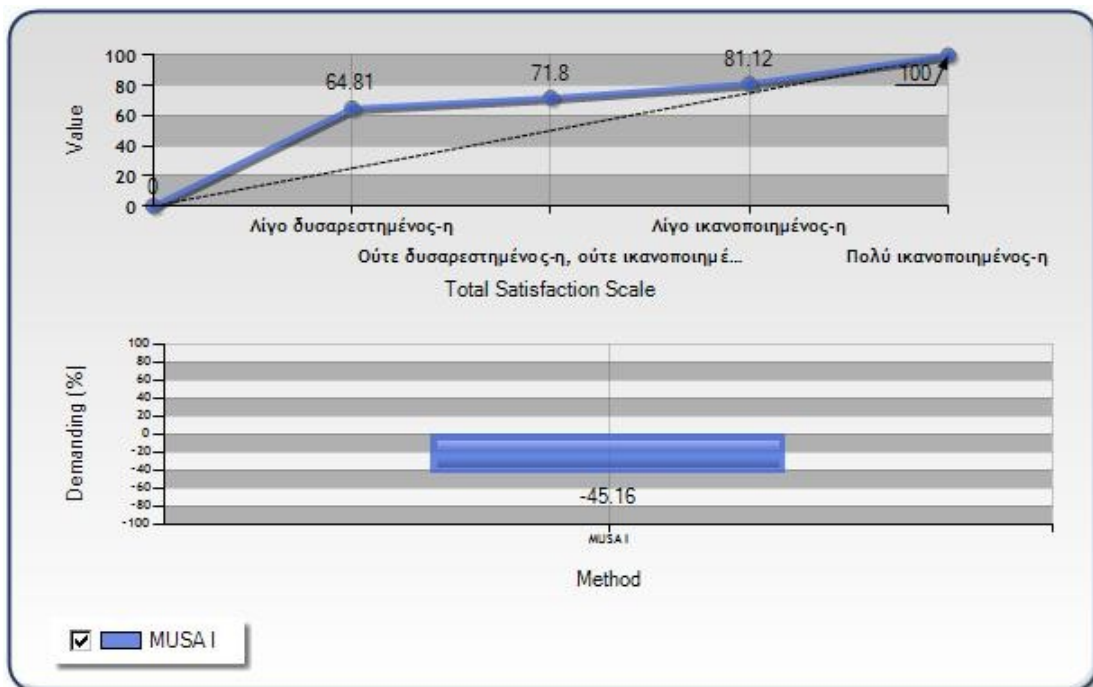 100
80
60
40
20
0
Value
0
64.81
71.8
81.12
100
Λίγο δυσαρεστημένος-η
Λίγο ικανοποιημένος-η
Ούτε δυσαρεστημένος-η, ούτε ικανοποιημέ...
Πολύ ικανοποιημένος-η
Total Satisfaction Scale
100
80
60
40
20
0
-20
-40
-60
-80
-100
Demanding (%|
-45.16
MUSA I
Method
MUSA I